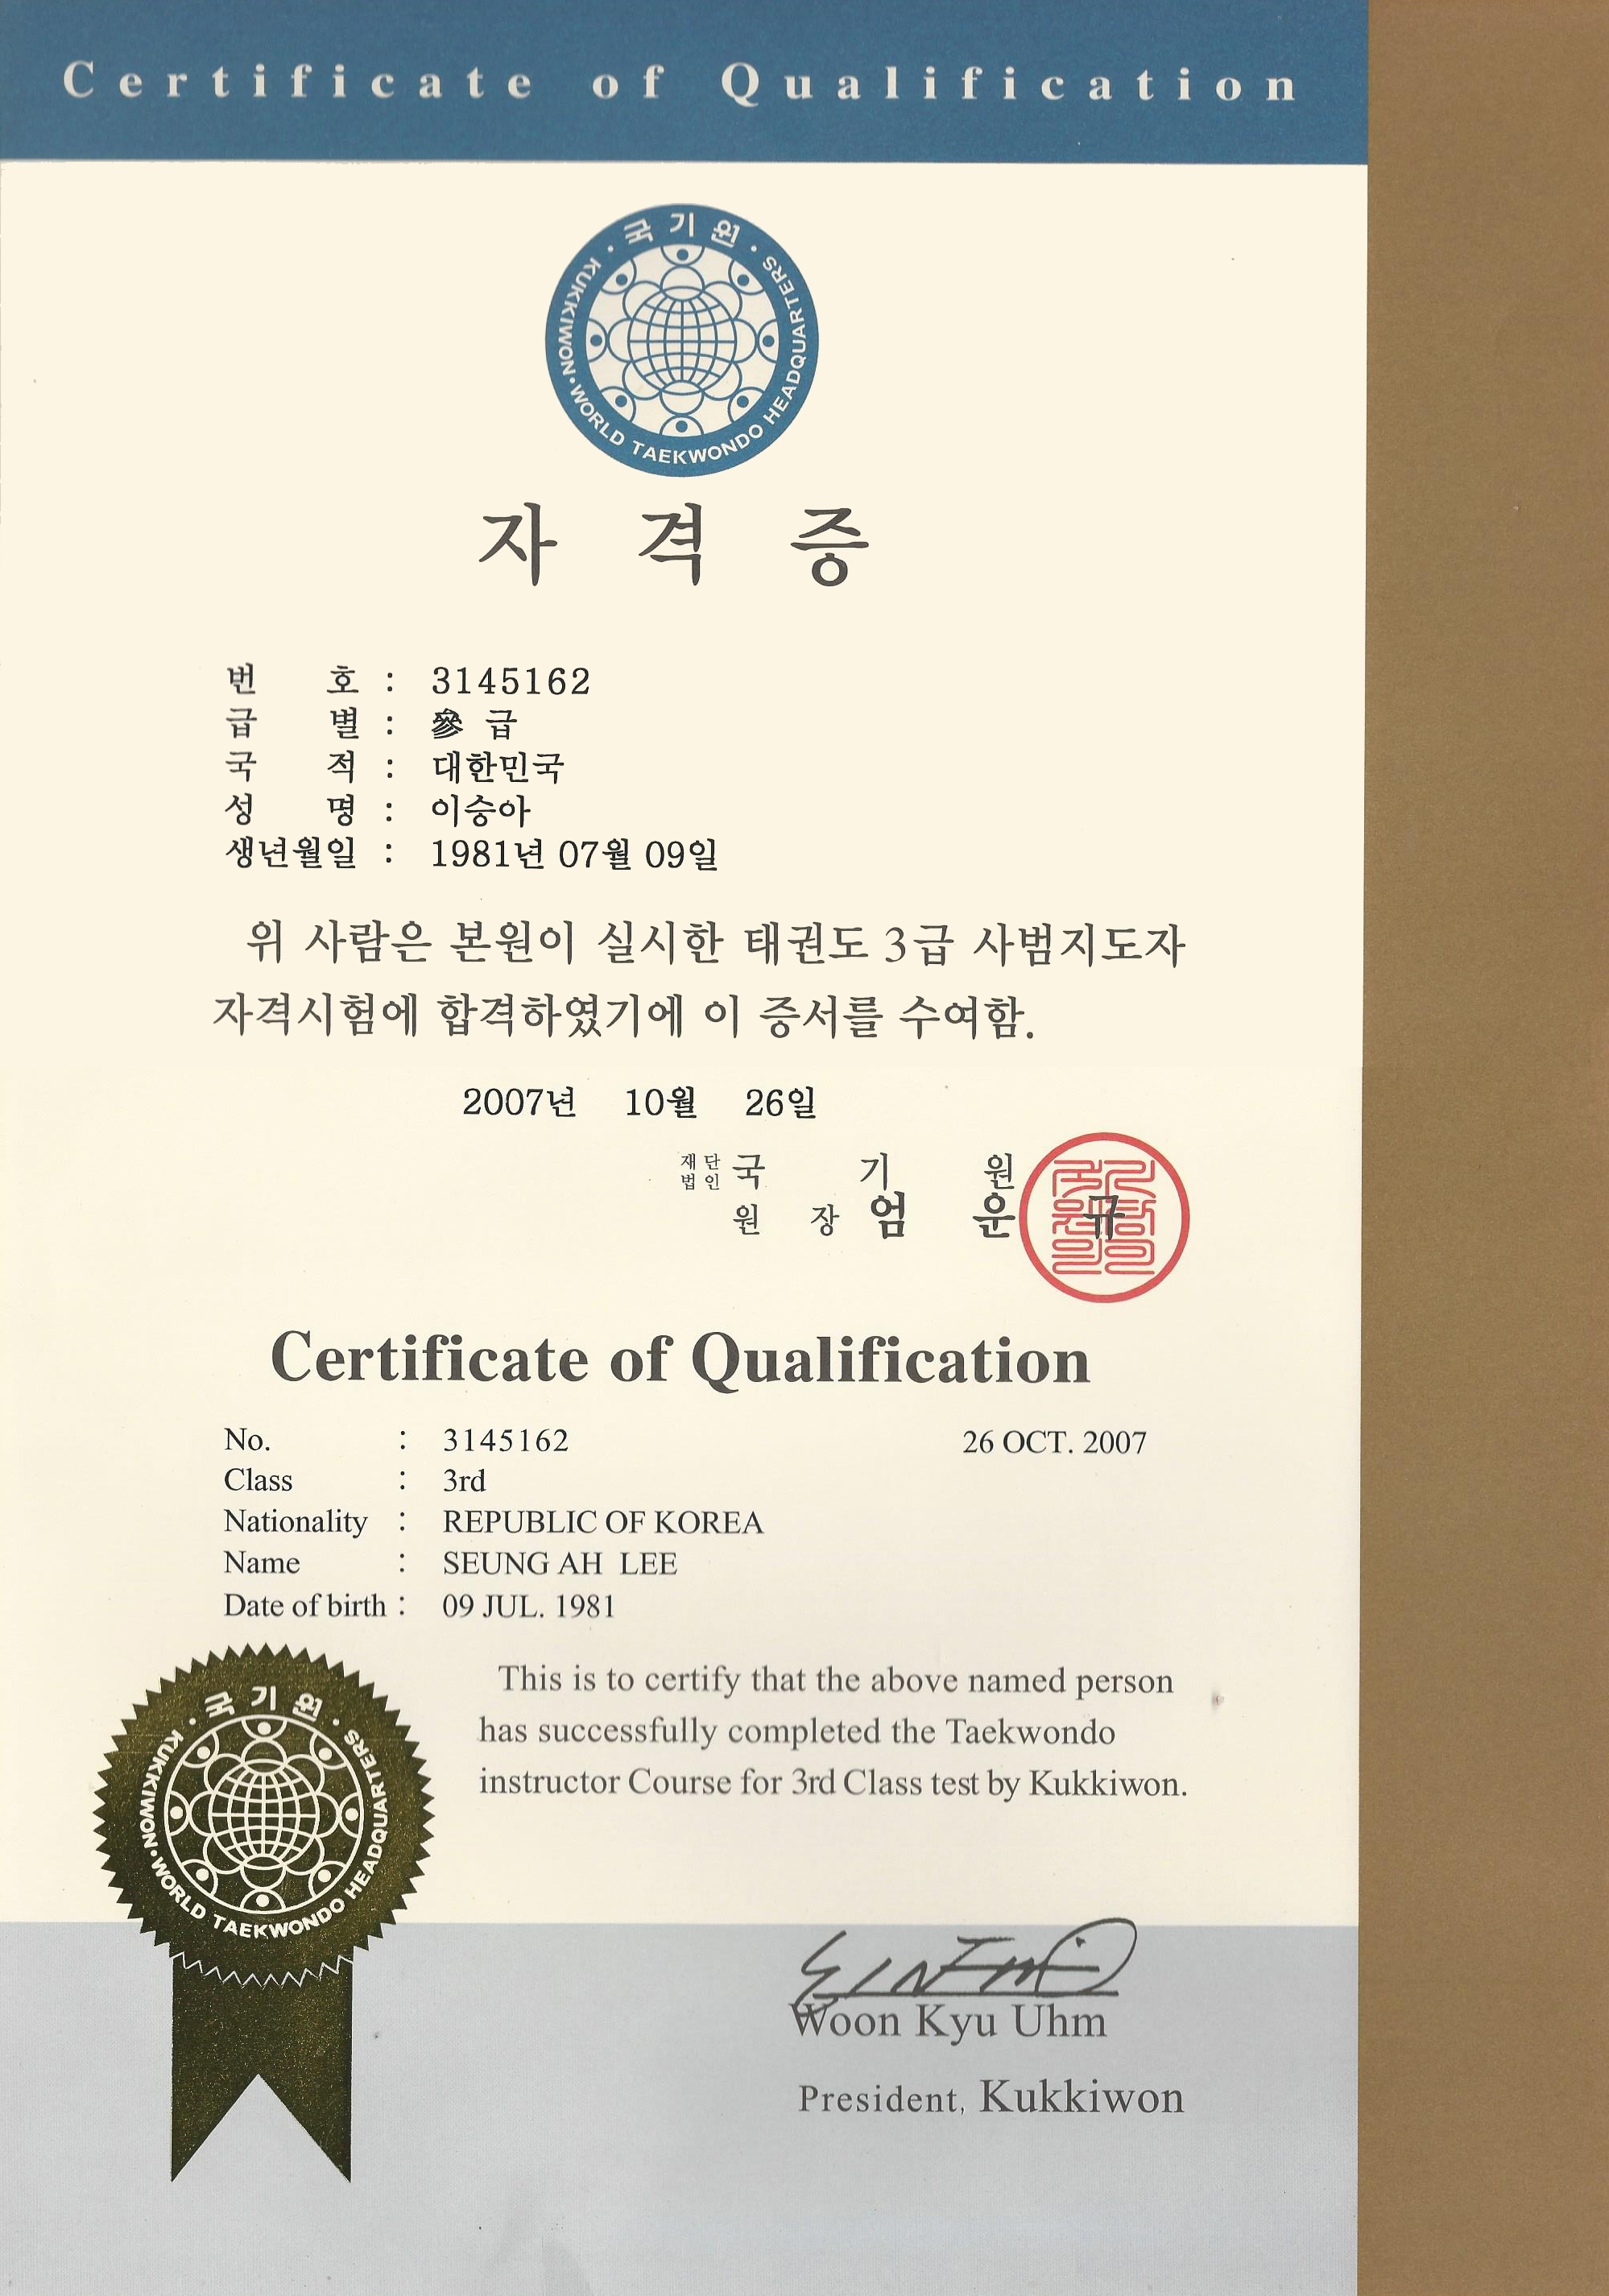 Certificate of Qualification
국기원
KUKKIWON·WORLD TAEKWONDO HEADQUARTERS
자 격 증
번 호 : 3145162
급 별 : 參 급
국 적 : 대한민국
성 명 : 이승아
생년월일 : 1981년 07월 09일
위 사람은 본원이 실시한 태권도 3급 사범지도자
자격시험에 합격하였기에 이 증서를 수여함.
2007년 10월 26일
재단법인 국 기 원
원 장 엄 운 규
Certificate of Qualification
No. : 3145162 26 OCT. 2007
Class : 3rd
Nationality : REPUBLIC OF KOREA
Name : SEUNG AH LEE
Date of birth : 09 JUL. 1981
This is to certify that the above named person
has successfully completed the Taekwondo
instructor Course for 3rd Class test by Kukkiwon.
국기원
KUKKIWON·WORLD TAEKWONDO HEADQUARTERS
Woon Kyu Uhm
President, Kukkiwon